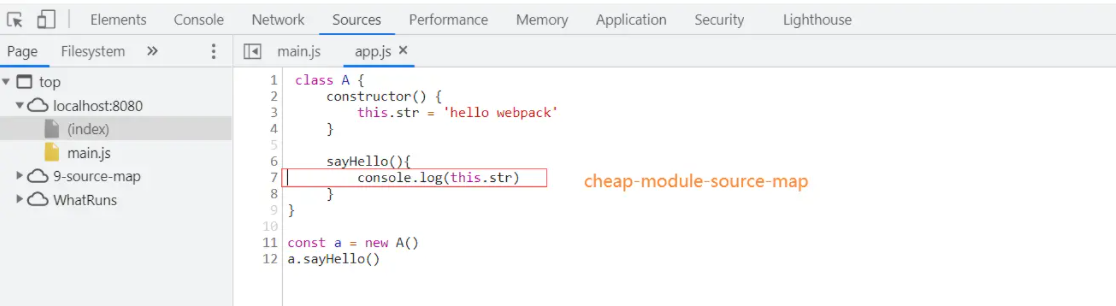 Elements Console Network Sources Performance Memory Application Security Lighthouse
Page Filesystem » main.js app.js ×
top
localhost:8080
(index)
main.js
9-source-map
WhatRuns
1 class A {
2 constructor() {
3 this.str = 'hello webpack'
4 }
5
6 sayHello(){
7 console.log(this.str)
8 }
9 }
10
11 const a = new A()
12 a.sayHello()
cheap-module-source-map